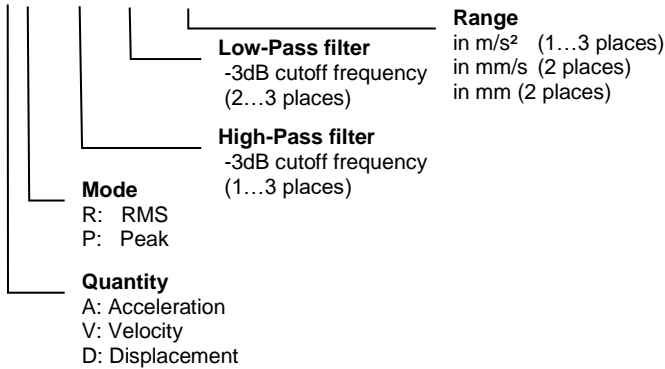 Range
in m/s² (1…3 places)
in mm/s (2 places)
in mm (2 places)
Low-Pass filter
-3dB cutoff frequency
(2…3 places)
High-Pass filter
-3dB cutoff frequency
(1…3 places)
Mode
R: RMS
P: Peak
Quantity
A: Acceleration
V: Velocity
D: Displacement